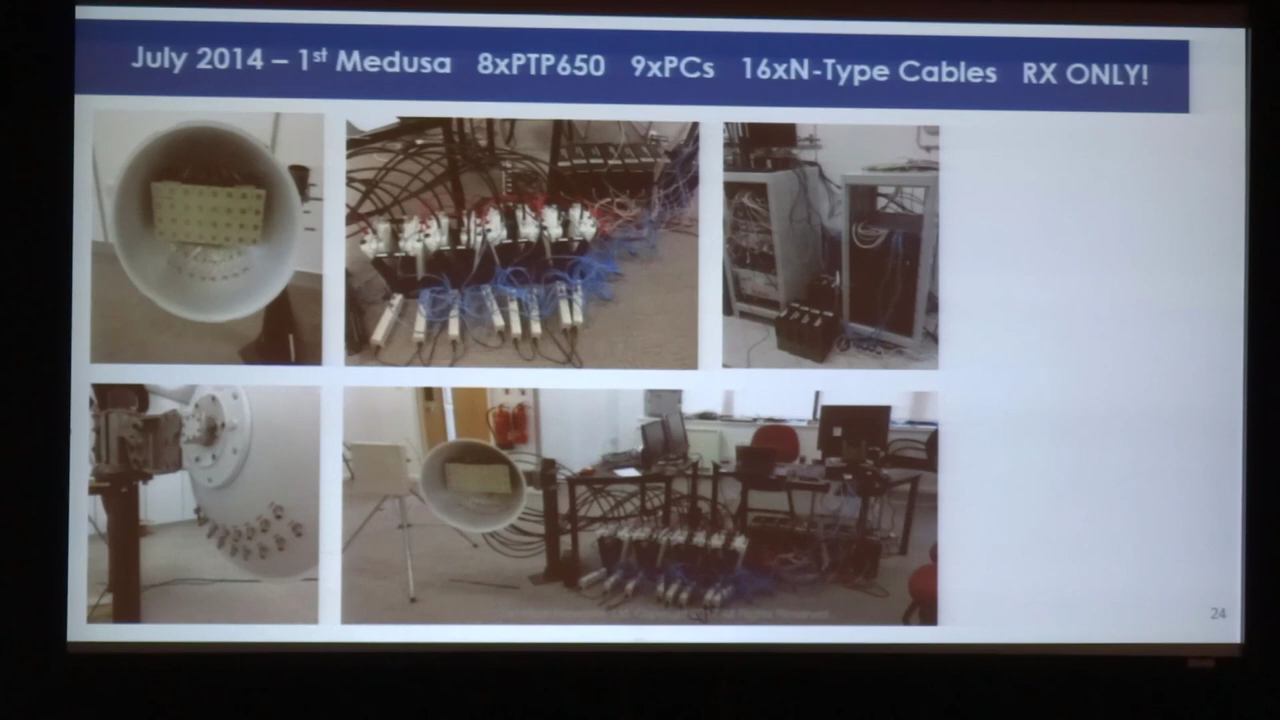 July 2014 – 1st Medusa 8xPTP650 9xPCs 16xN-Type Cables RX ONLY!
24